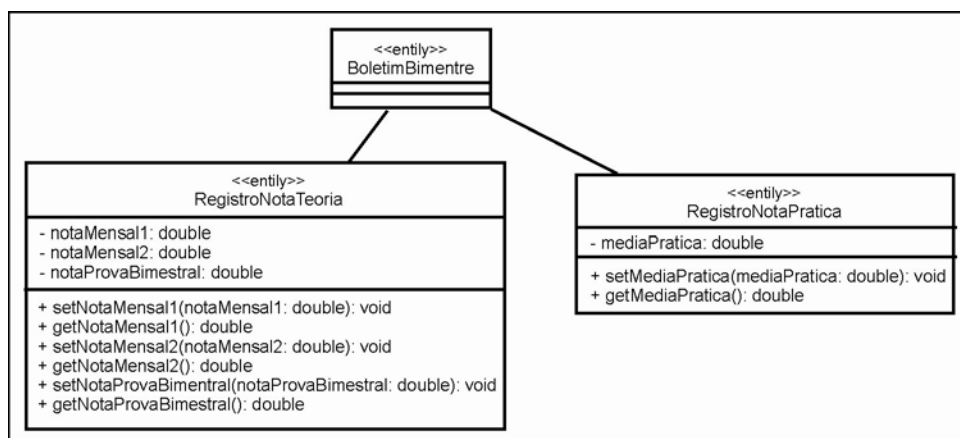 <<entily>>
BoletimBimentre
<<entily>>
RegistroNotaTeoria
- notaMensal1: double
- notaMensal2: double
- notaProvaBimestral: double
+ setNotaMensal1(notaMensal1: double): void
+ getNotaMensal1(): double
+ setNotaMensal2(notaMensal2: double): void
+ getNotaMensal2(): double
+ setNotaProvaBimentral(notaProvaBimestral: double): void
+ getNotaProvaBimestral(): double
<<entily>>
RegistroNotaPratica
- mediaPratica: double
+ setMediaPratica(mediaPratica: double): void
+ getMediaPratica(): double